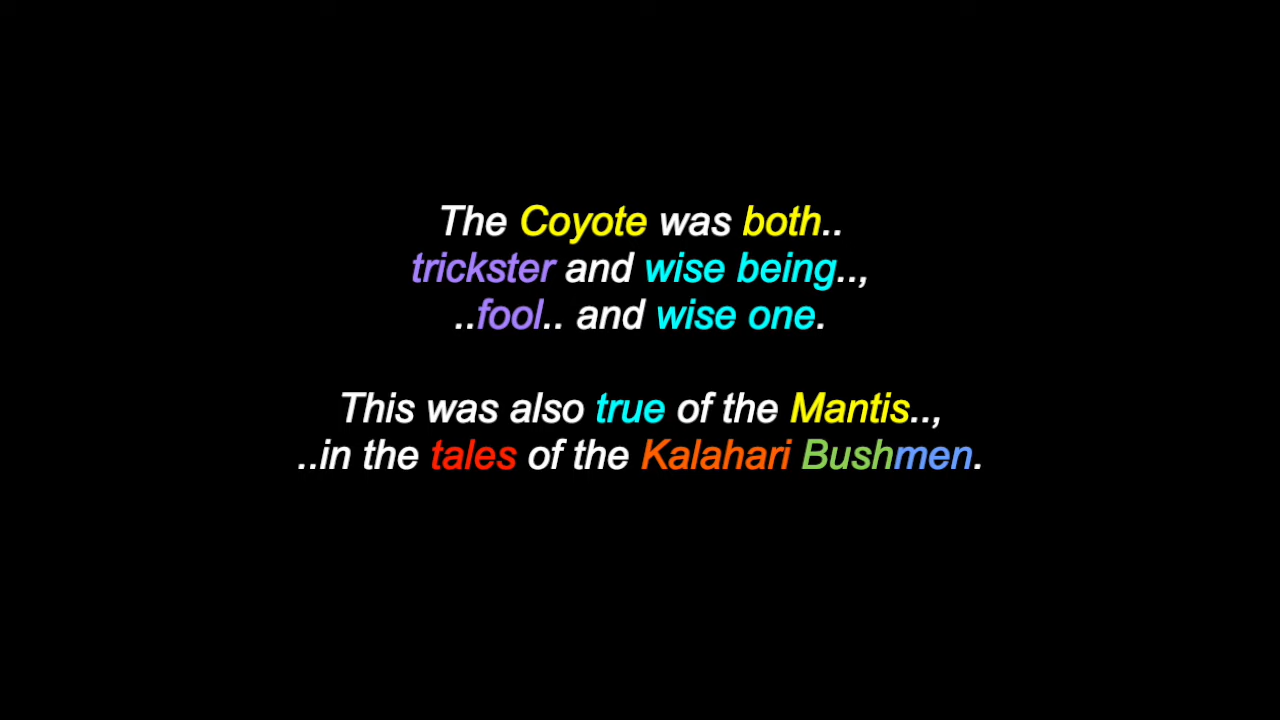 The Coyote was both..
trickster and wise being..,
..fool.. and wise one.
This was also true of the Mantis..,
..in the tales of the Kalahari Bushmen.